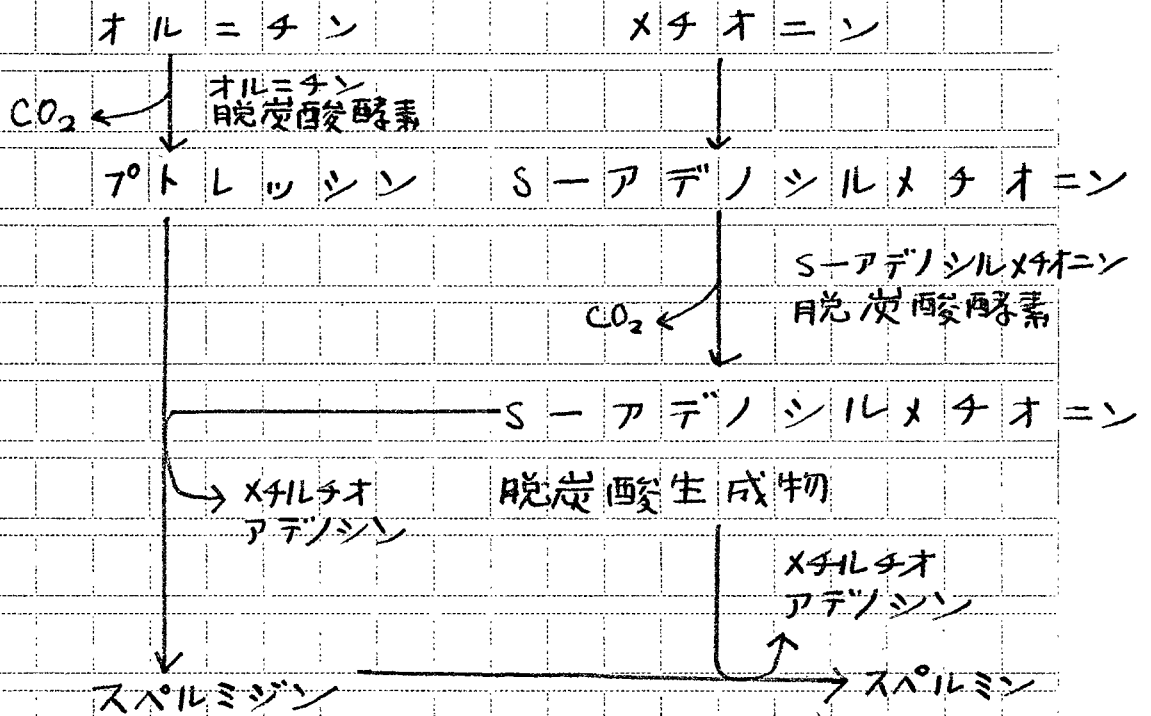 オルニチン
メチオニン
オルニチン
脱炭酸酵素
CO₂
プトレッシン
S-アデノシルメチオニン
S-アデノシルメチオニン
脱炭酸酵素
CO₂
S-アデノシルメチオニン
脱炭酸生成物
メチルチオ
アデノシン
メチルチオ
アデノシン
スペルミジン
スペルミン